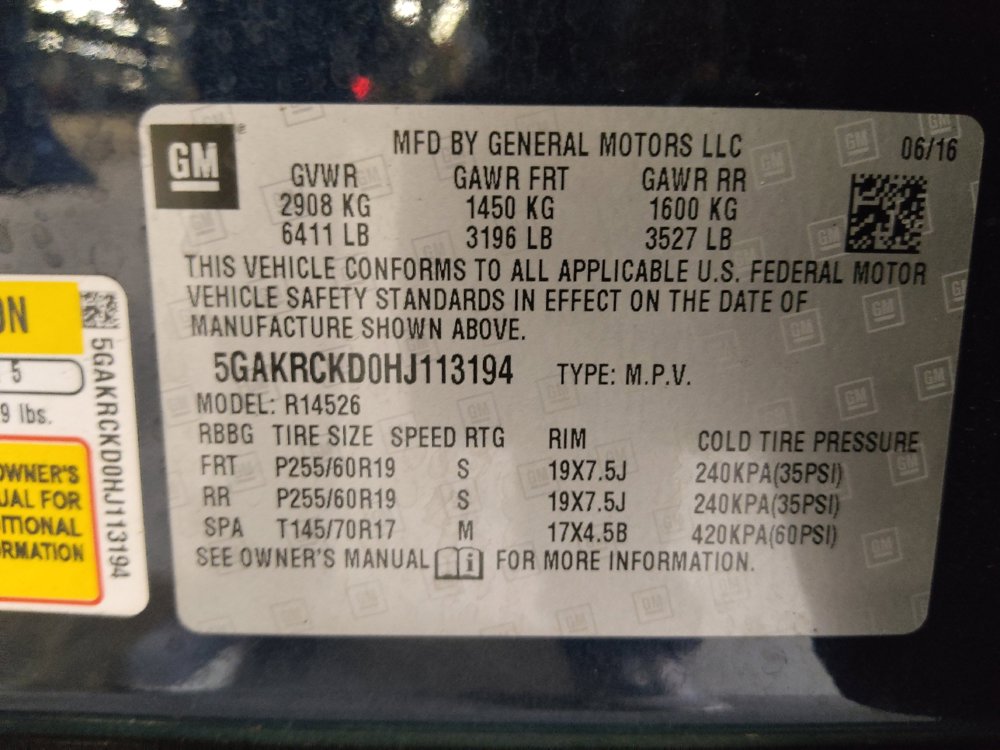 GM
MFD BY GENERAL MOTORS LLC 06/16
GVWR GAWR FRT GAWR RR
2908 KG 1450 KG 1600 KG
6411 LB 3196 LB 3527 LB
THIS VEHICLE CONFORMS TO ALL APPLICABLE U.S. FEDERAL MOTOR
VEHICLE SAFETY STANDARDS IN EFFECT ON THE DATE OF
MANUFACTURE SHOWN ABOVE.
5GAKRCKD0HJ113194 TYPE: M.P.V.
MODEL: R14526
RBBG TIRE SIZE SPEED RTG RIM COLD TIRE PRESSURE
FRT P255/60R19 S 19X7.5J 240KPA(35PSI)
RR P255/60R19 S 19X7.5J 240KPA(35PSI)
SPA T145/70R17 M 17X4.5B 420KPA(60PSI)
SEE OWNER'S MANUAL FOR MORE INFORMATION.
ON
5
9 lbs.
OWNER'S
UAL FOR
ITIONAL
RMATION
5GAKRCKD0HJ113194